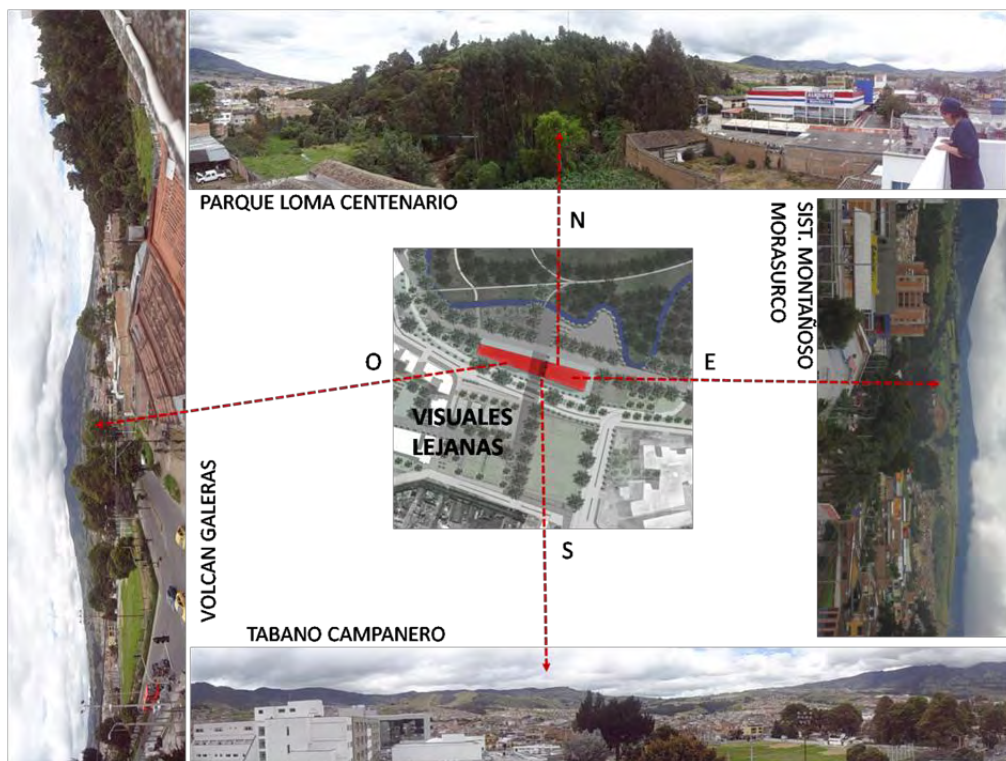 PARQUE LOMA CENTENARIO
N
SIST. MONTAÑOSO
MORASURCO
O
E
VISUALES
LEJANAS
VOLCAN GALERAS
S
TABANO CAMPANERO